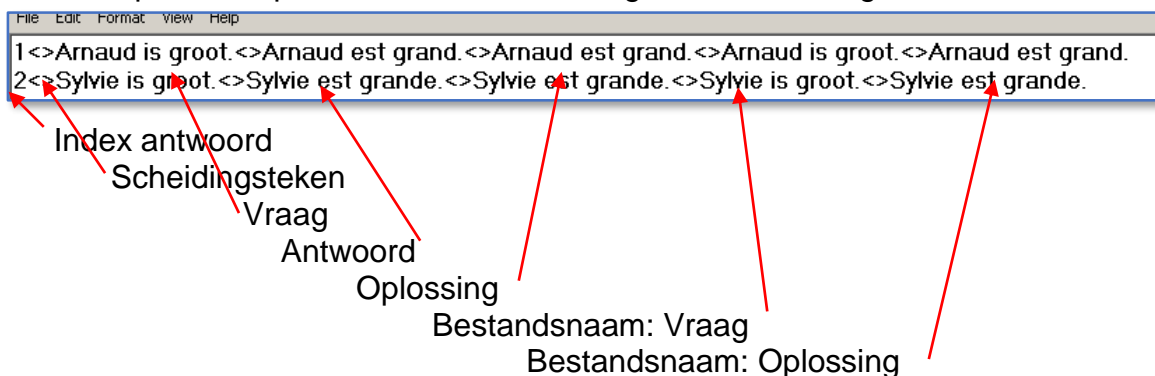 File Edit Format View Help
1<>Arnaud is groot.<>Arnaud est grand.<>Arnaud est grand.<>Arnaud is groot.<>Arnaud est grand.
2<>Sylvie is groot.<>Sylvie est grande.<>Sylvie est grande.<>Sylvie is groot.<>Sylvie est grande.
Index antwoord
Scheidingsteken
Vraag
Antwoord
Oplossing
Bestandsnaam: Vraag
Bestandsnaam: Oplossing